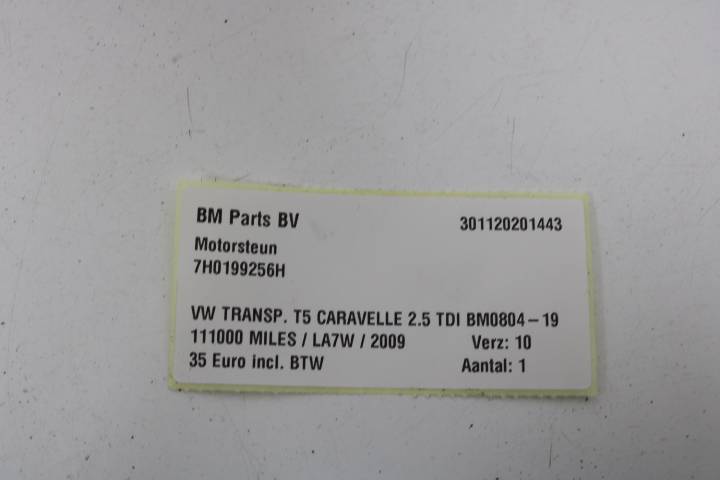 BM Parts BV 301120201443
Motorsteun
7H0199256H
VW TRANSP. T5 CARAVELLE 2.5 TDI BM0804-19
111000 MILES / LA7W / 2009 Verz: 10
35 Euro incl. BTW Aantal: 1